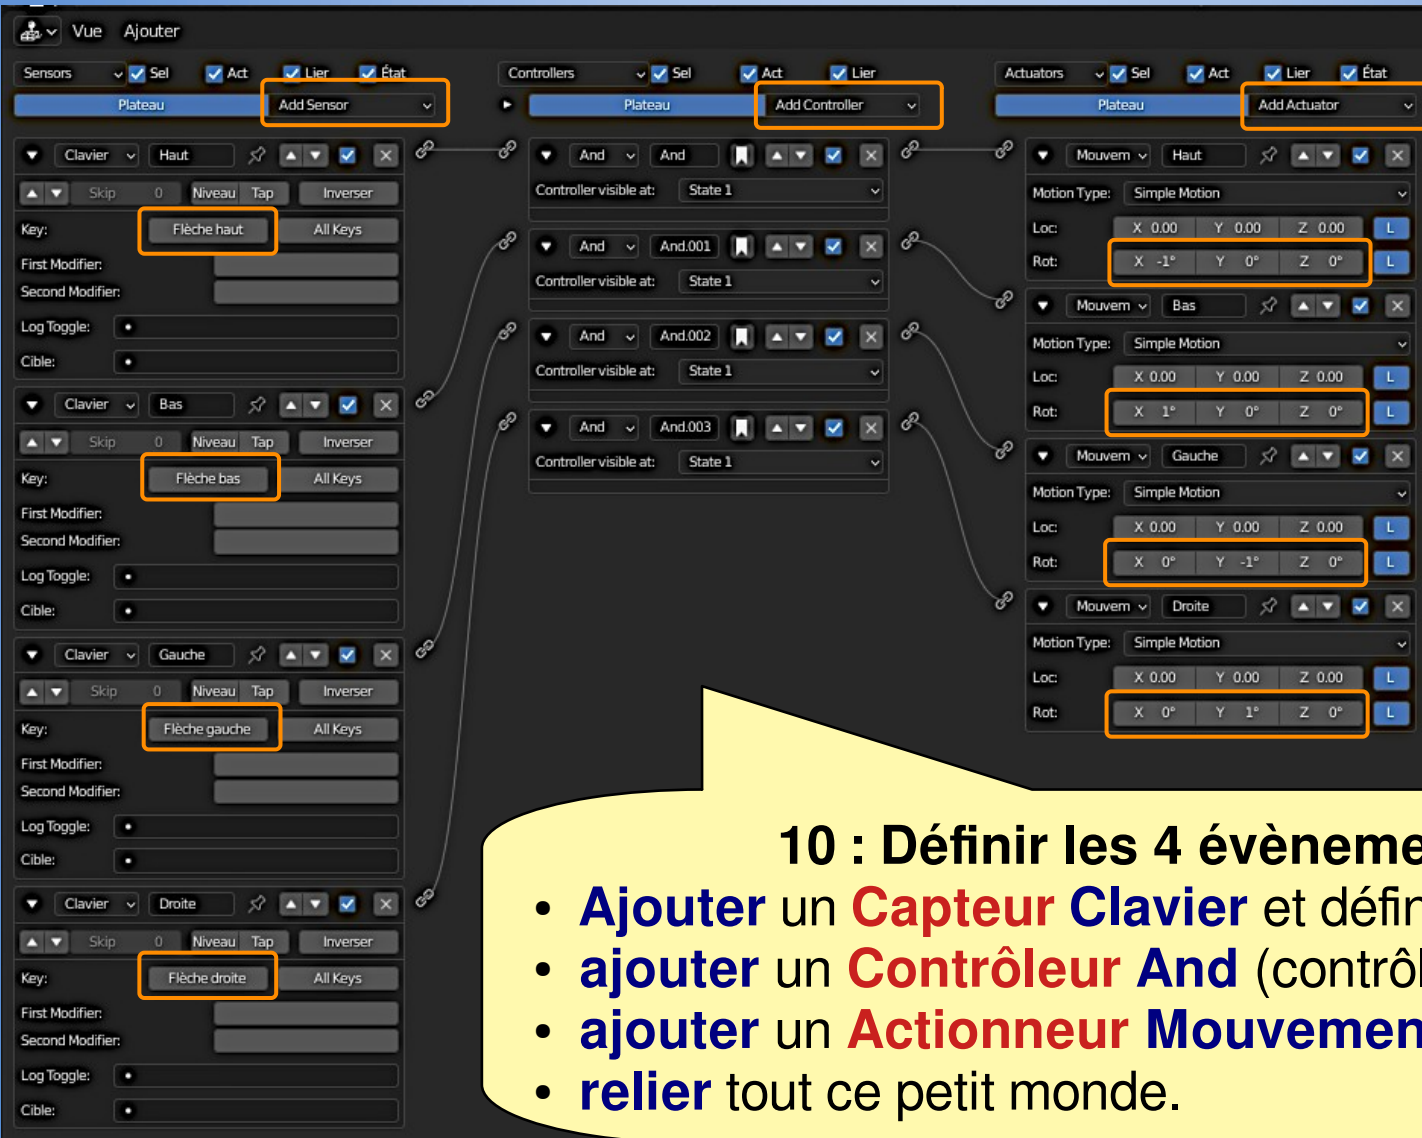 Vue Ajouter
Sensors Sel Act Lier État
Plateau Add Sensor
Clavier Haut
Skip 0 Niveau Tap Inverser
Key: Flèche haut All Keys
First Modifier:
Second Modifier:
Log Toggle:
Cible:
Clavier Bas
Skip 0 Niveau Tap Inverser
Key: Flèche bas All Keys
First Modifier:
Second Modifier:
Log Toggle:
Cible:
Clavier Gauche
Skip 0 Niveau Tap Inverser
Key: Flèche gauche All Keys
First Modifier:
Second Modifier:
Log Toggle:
Cible:
Clavier Droite
Skip 0 Niveau Tap Inverser
Key: Flèche droite All Keys
First Modifier:
Second Modifier:
Log Toggle:
Cible:
Controllers Sel Act Lier
Plateau Add Controller
And And
Controller visible at: State 1
And And.001
Controller visible at: State 1
And And.002
Controller visible at: State 1
And And.003
Controller visible at: State 1
Actuators Sel Act Lier État
Plateau Add Actuator
Mouvem Haut
Motion Type: Simple Motion
Loc: X 0.00 Y 0.00 Z 0.00 L
Rot: X -1° Y 0° Z 0° L
Mouvem Bas
Motion Type: Simple Motion
Loc: X 0.00 Y 0.00 Z 0.00 L
Rot: X 1° Y 0° Z 0° L
Mouvem Gauche
Motion Type: Simple Motion
Loc: X 0.00 Y 0.00 Z 0.00 L
Rot: X 0° Y -1° Z 0° L
Mouvem Droite
Motion Type: Simple Motion
Loc: X 0.00 Y 0.00 Z 0.00 L
Rot: X 0° Y 1° Z 0° L
10 : Définir les 4 évèneme
• Ajouter un Capteur Clavier et défin
• ajouter un Contrôleur And (contrôl
• ajouter un Actionneur Mouvemen
• relier tout ce petit monde.